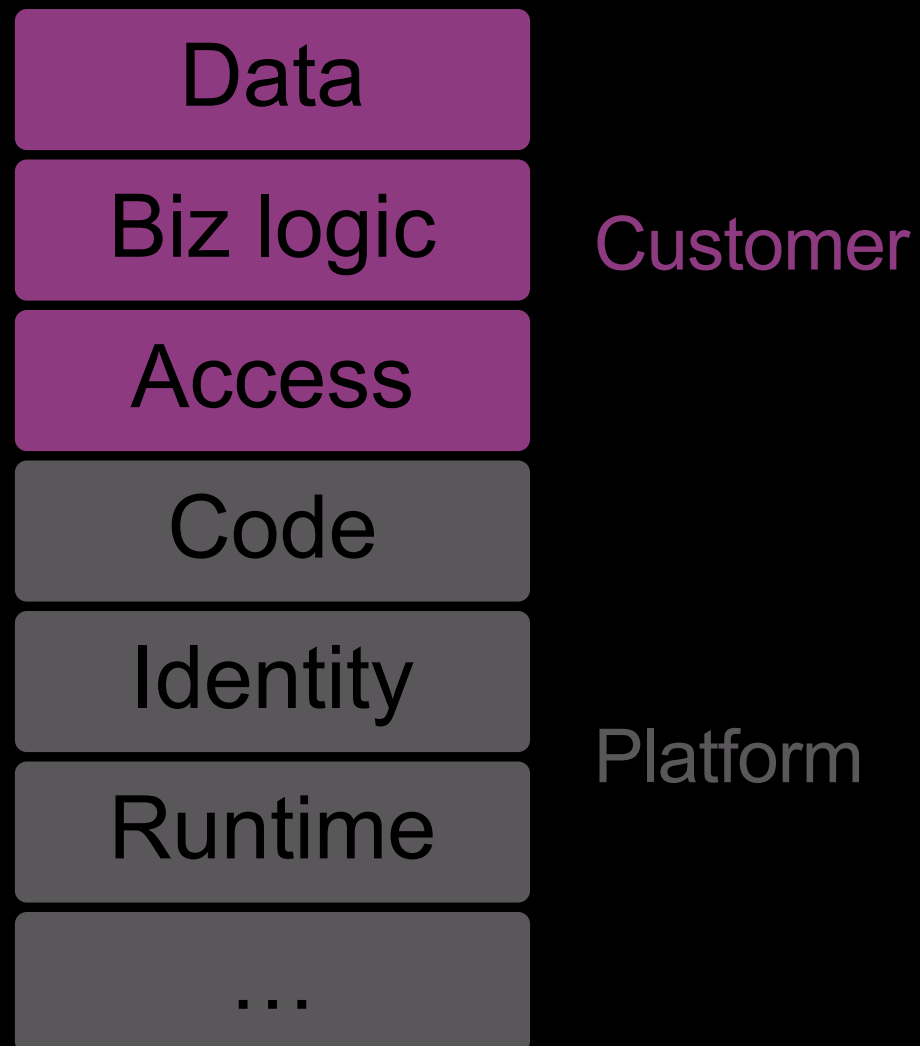 Data
Biz logic
Customer
Access
Code
Identity
Platform
Runtime
…